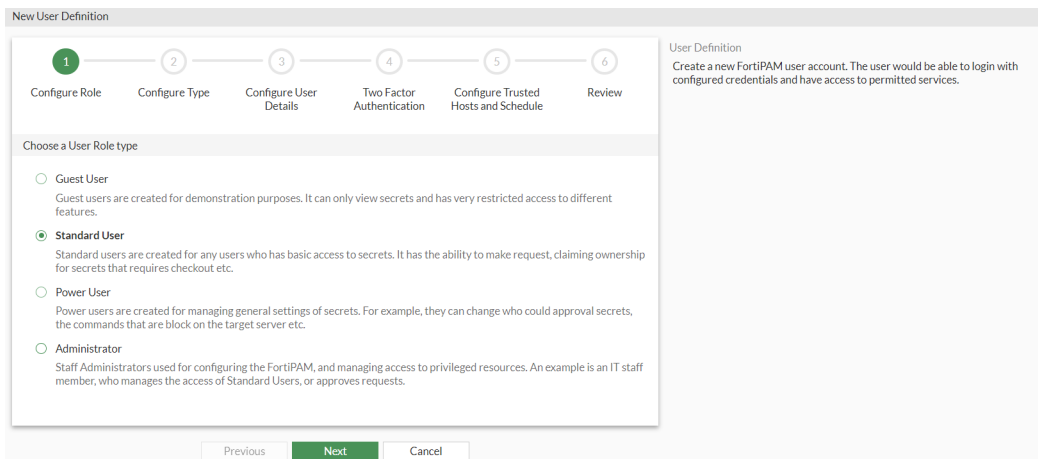 New User Definition
1
2
3
4
5
6
Configure Role
Configure Type
Configure User
Details
Two Factor
Authentication
Configure Trusted
Hosts and Schedule
Review
Choose a User Role type
Guest User
Guest users are created for demonstration purposes. It can only view secrets and has very restricted access to different
features.
Standard User
Standard users are created for any users who has basic access to secrets. It has the ability to make request, claiming ownership
for secrets that requires checkout etc.
Power User
Power users are created for managing general settings of secrets. For example, they can change who could approval secrets,
the commands that are block on the target server etc.
Administrator
Staff Administrators used for configuring the FortiPAM, and managing access to privileged resources. An example is an IT staff
member, who manages the access of Standard Users, or approves requests.
Previous
Next
Cancel
User Definition
Create a new FortiPAM user account. The user would be able to login with
configured credentials and have access to permitted services.